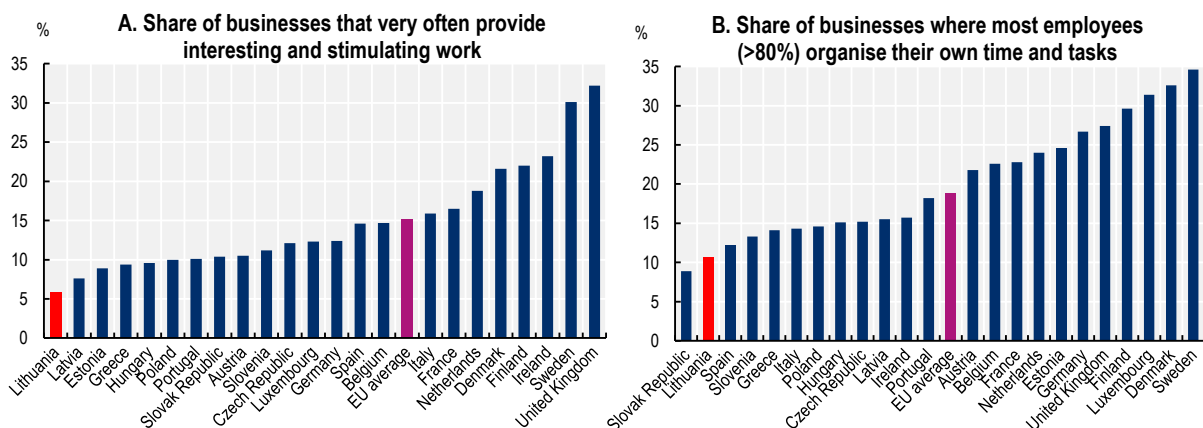 %
A. Share of businesses that very often provide
interesting and stimulating work
35
30
25
20
15
10
5
0
Lithuania
Latvia
Estonia
Greece
Hungary
Poland
Portugal
Slovak Republic
Austria
Slovenia
Czech Republic
Luxembourg
Germany
Spain
Belgium
EU average
Italy
France
Netherlands
Denmark
Finland
Ireland
Sweden
United Kingdom
%
B. Share of businesses where most employees
(>80%) organise their own time and tasks
35
30
25
20
15
10
5
0
Slovak Republic
Lithuania
Spain
Slovenia
Greece
Italy
Poland
Hungary
Czech Republic
Latvia
Ireland
Portugal
EU average
Austria
Belgium
France
Netherlands
Estonia
Germany
United Kingdom
Finland
Luxembourg
Denmark
Sweden